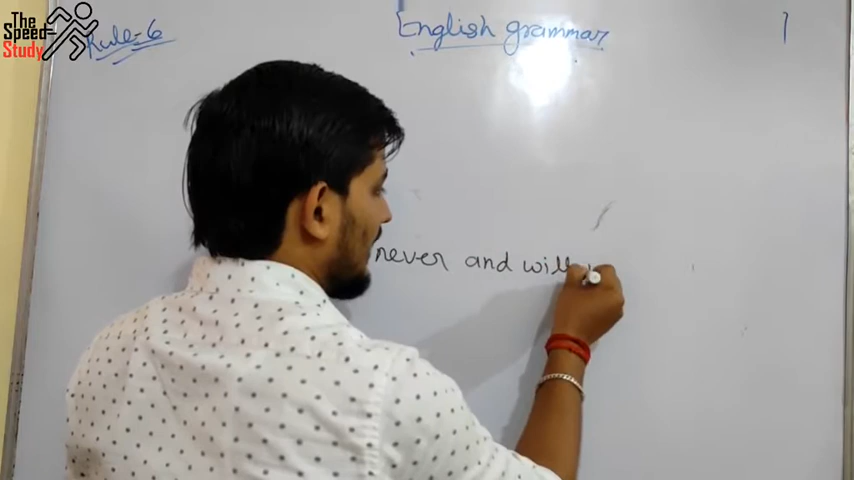 The
Speed-
Study
Rule-6
English grammar
never and will